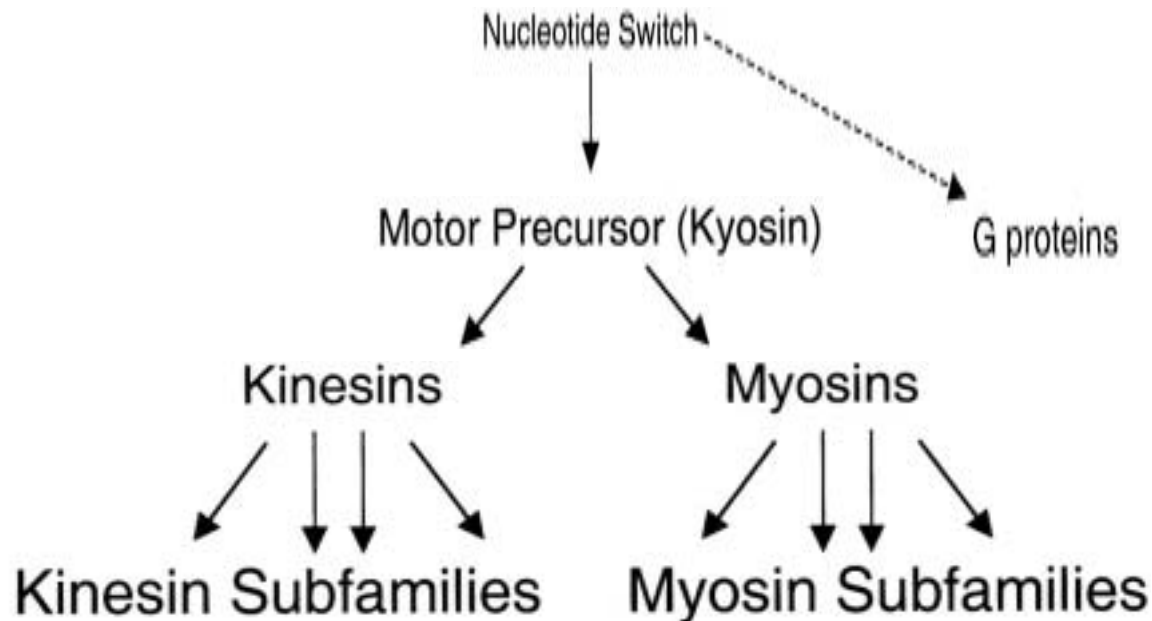 Nucleotide Switch
Motor Precursor (Kyosin)
G proteins
Kinesins
Myosins
Kinesin Subfamilies
Myosin Subfamilies